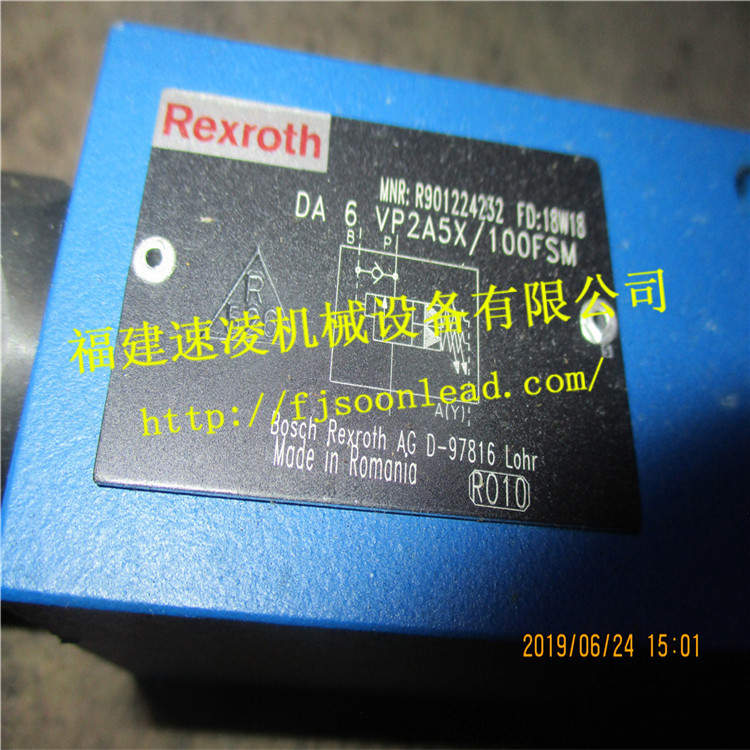 Rexroth
MNR: R901224232 FD:18W18
DA 6 VP2A5X/100FSM
B P
R
福建速凌机械设备有限公司
http://fjsoonlead.com/
A(Y)
Bosch Rexroth AG D-97816 Lohr
Made in Romania
R010
2019/06/24 15:01